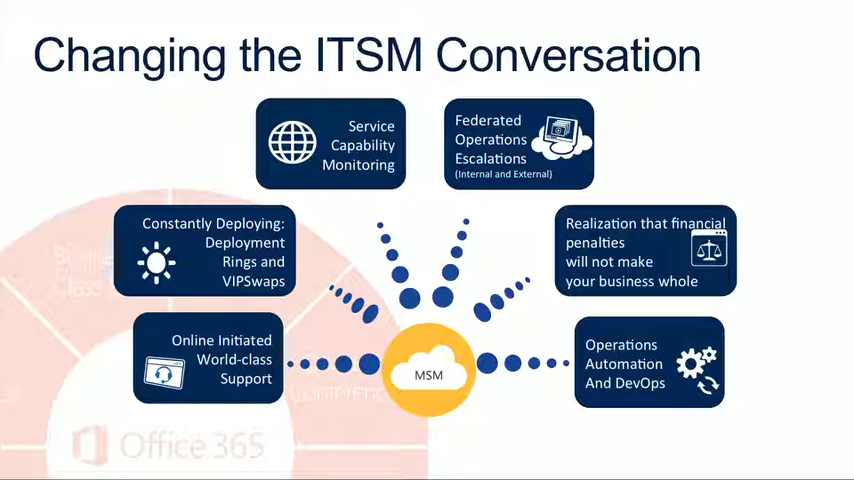 Changing the ITSM Conversation
Service
Capability
Monitoring
Federated
Operations
Escalations
(Internal and External)
Constantly Deploying:
Deployment
Rings and
VIPSwaps
Realization that financial
penalties
will not make
your business whole
Online Initiated
World-class
Support
MSM
Operations
Automation
And DevOps
Office 365